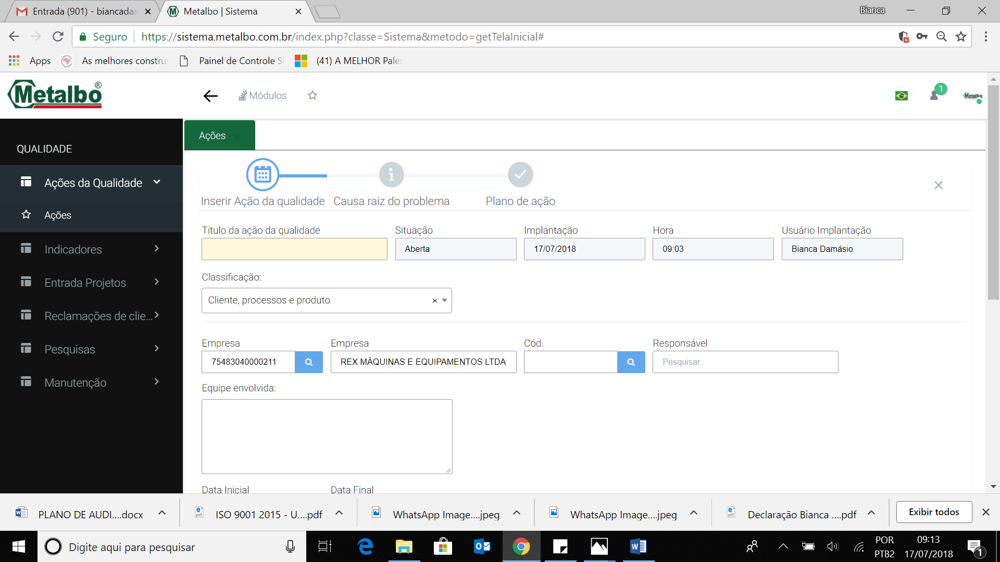 Entrada (901) - biancadas
Metalbo | Sistema
Bianca
Seguro
https://sistema.metalbo.com.br/index.php?classe=Sistema&metodo=getTelaInicial#
Apps
As melhores constru
Painel de Controle S
(41) A MELHOR Pales
Metalbo®
Módulos
1
Metalbo
QUALIDADE
Ações da Qualidade
Ações
Indicadores
Entrada Projetos
Reclamações de clie...
Pesquisas
Manutenção
Ações
Inserir Ação da qualidade
Causa raiz do problema
Plano de ação
Título da ação da qualidade
Situação
Implantação
Hora
Usuário Implantação
Aberta
17/07/2018
09:03
Bianca Damásio
Classificação:
Cliente, processos e produto
Empresa
Empresa
Cód.
Responsável
75483040000211
REX MÁQUINAS E EQUIPAMENTOS LTDA
Pesquisar..
Equipe envolvida:
Data Inicial
Data Final
PLANO DE AUDI....docx
ISO 9001 2015 - U....pdf
WhatsApp Image....jpeg
WhatsApp Image....jpeg
Declaração Bianca ....pdf
Exibir todos
Digite aqui para pesquisar
POR
PTB2
09:13
17/07/2018
1